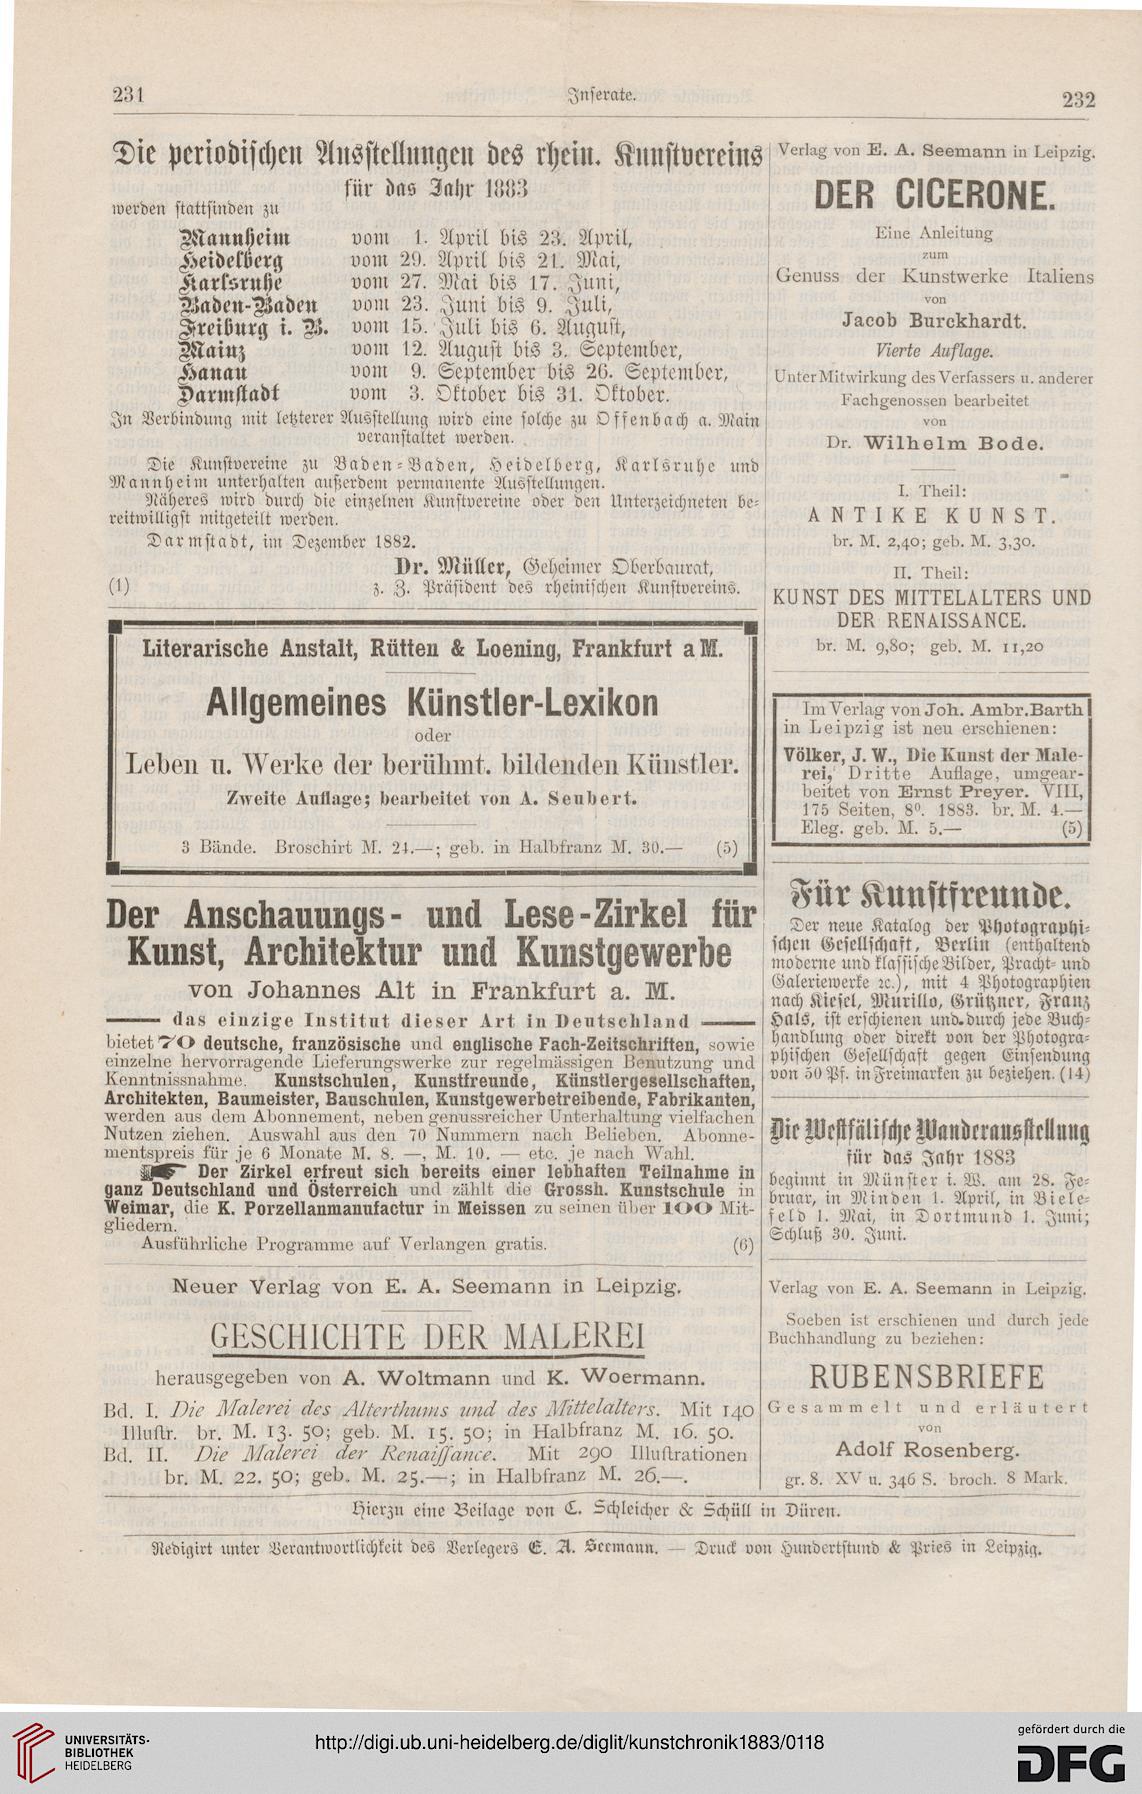 231
Inserate.
232
Die periodischen Ausstellungen des rhein. Kunstvereins
für das Jahr 1883
werden stattfinden zu
Mannheim vom 1. April bis 23. April,
Heidelberg vom 29. April bis 21. Mai,
Karlsruhe vom 27. Mai bis 17. Juni,
Baden-Baden vom 23. Juni bis 9. Juli,
Freiburg i. B. vom 15. Juli bis 6. August,
Mainz vom 12. August bis 3. September,
Hanau vom 9. September bis 26. September,
Darmstadt vom 3. Oktober bis 31. Oktober.
In Verbindung mit letzterer Ausstellung wird eine solche zu Offenbach a. Main
veranstaltet werden.
Die Kunstvereine zu Baden-Baden, Heidelberg, Karlsruhe und
Mannheim unterhalten außerdem permanente Ausstellungen.
Näheres wird durch die einzelnen Kunstvereine oder den Unterzeichneten be-
reitwilligst mitgeteilt werden.
Darmstadt, im Dezember 1882.
Dr. Müller, Geheimer Oberbaurat,
(1) z. Z. Präsident des rheinischen Kunstvereins.
Literarische Anstalt, Rütten & Loening, Frankfurt a M.
Allgemeines Künstler-Lexikon
oder
Leben u. Werke der berühmt. bildenden Künstler.
Zweite Auflage; bearbeitet von A. Seubert.
3 Bände. Broschirt M. 24.—; geb. in Halbfranz M. 30.— (5)
Der Anschauungs- und Lese-Zirkel für
Kunst, Architektur und Kunstgewerbe
von Johannes Alt in Frankfurt a. M.
— das einzige Institut dieser Art in Deutschland —
bietet 70 deutsche, französische und englische Fach-Zeitschriften, sowie
einzelne hervorragende Lieferungswerke zur regelmässigen Benutzung und
Kenntnissnahme. Kunstschulen, Kunstfreunde, Künstlergesellschaften,
Architekten, Baumeister, Bauschulen, Kunstgewerbetreibende, Fabrikanten,
werden aus dem Abonnement, neben genussreicher Unterhaltung vielfachen
Nutzen ziehen. Auswahl aus den 70 Nummern nach Belieben. Abonne-
mentspreis für je 6 Monate M. 8. —, M. 10. — etc. je nach Wahl.
Der Zirkel erfreut sich bereits einer lebhaften Teilnahme in
ganz Deutschland und Österreich und zählt die Grossh. Kunstschule in
Weimar, die K. Porzellanmanufactur in Meissen zu seinen über 100 Mit-
gliedern.
Ausführliche Programme auf Verlangen gratis. (6)
Neuer Verlag von E. A. Seemann in Leipzig.
GESCHICHTE DER MALEREI
herausgegeben von A. Woltmann und K. Woermann.
Bd. I. Die Malerei des Alterthums und des Mittelalters. Mit 140
Illustr. br. M. 13. 50; geb. M. 15. 50; in Halbfranz M. 16. 50.
Bd. II. Die Malerei der Renaissance. Mit 290 Illustrationen
br. M. 22. 50; geb. M. 25.—; in Halbfranz M. 26.—.
Verlag von E. A. Seemann in Leipzig.
DER CICERONE.
Eine Anleitung
zum
Genuss der Kunstwerke Italiens
von
Jacob Burckhardt.
Vierte Auflage.
Unter Mitwirkung des Verfassers u. anderer
Fachgenossen bearbeitet
von
Dr. Wilhelm Bode.
I. Theil:
ANTIKE KUNST.
br. M. 2,40; geb. M. 3,30.
II. Theil:
KUNST DES MITTELALTERS UND
DER RENAISSANCE.
br. M. 9,80; geb. M. 11,20
Im Verlag von Joh. Ambr. Barth
in Leipzig ist neu erschienen:
Völker, J. W., Die Kunst der Male-
rei, Dritte Auflage, umgear-
beitet von Ernst Preyer. VIII,
175 Seiten, 8⁰. 1883. br. M. 4.—
Eleg. geb. M. 5.— (5)
Für Kunstfreunde.
Der neue Katalog der Photographi-
schen Gesellschaft, Berlin (enthaltend
moderne und klassische Bilder, Pracht- und
Galeriewerke ꝛc.), mit 4 Photographien
nach Kiesel, Murillo, Grützner, Franz
Hals, ist erschienen und durch jede Buch-
handlung oder direkt von der Photogra-
phischen Gesellschaft gegen Einsendung
von 50 Pf. in Freimarken zu beziehen. (14)
Die Westfälische Wanderausstellung
für das Jahr 1883
beginnt in Münster i. W. am 28. Fe-
bruar, in Minden 1. April, in Biele-
feld 1. Mai, in Dortmund 1. Juni;
Schluß 30. Juni.
Verlag von E. A. Seemann in Leipzig.
Soeben ist erschienen und durch jede
Buchhandlung zu beziehen:
RUBENSBRIEFE
Gesammelt und erläutert
von
Adolf Rosenberg.
gr. 8. XV u. 346 S. broch. 8 Mark.
Hierzu eine Beilage von C. Schleicher & Schüll in Düren.
Redigirt unter Verantwortlichkeit des Verlegers E. A. Seemann. — Druck von Hundertstund & Pries in Leipzig.
UNIVERSITÄTS-
BIBLIOTHEK
HEIDELBERG
http://digi.ub.uni-heidelberg.de/diglit/kunstchronik1883/0118
gefördert durch die
DFG